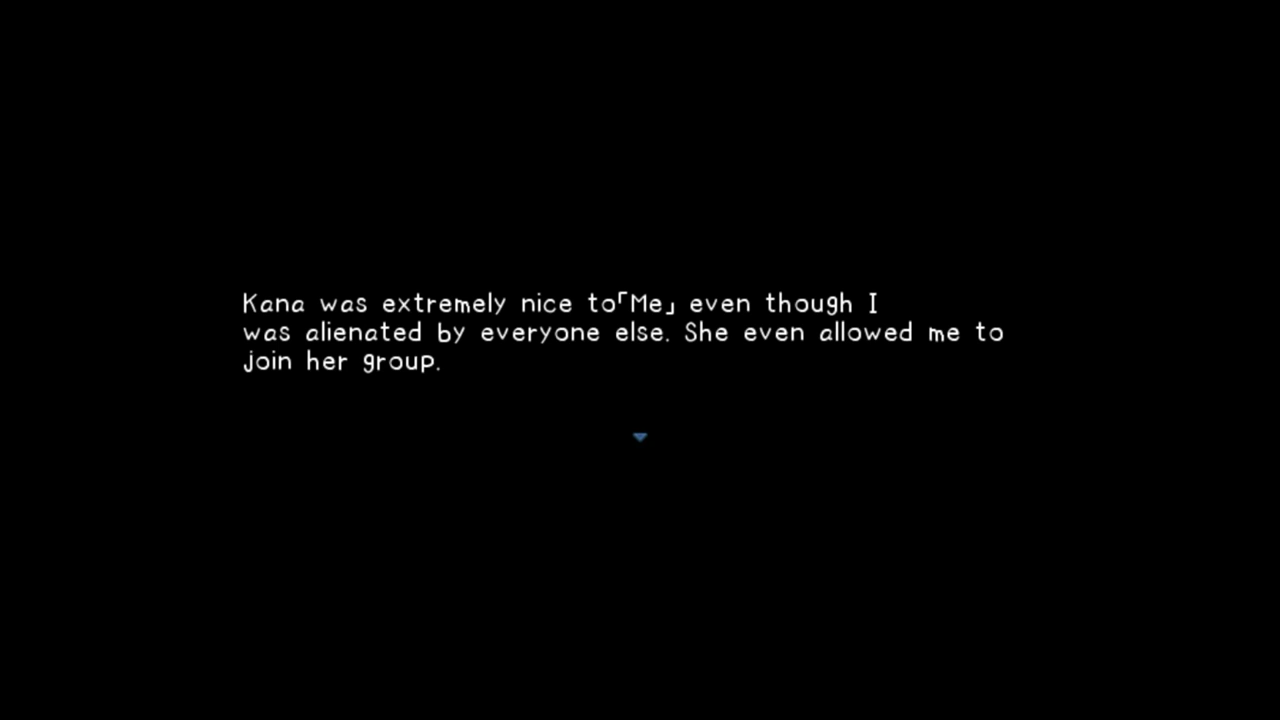 Kana was extremely nice to「Me」 even though I
was alienated by everyone else. She even allowed me to
join her group.